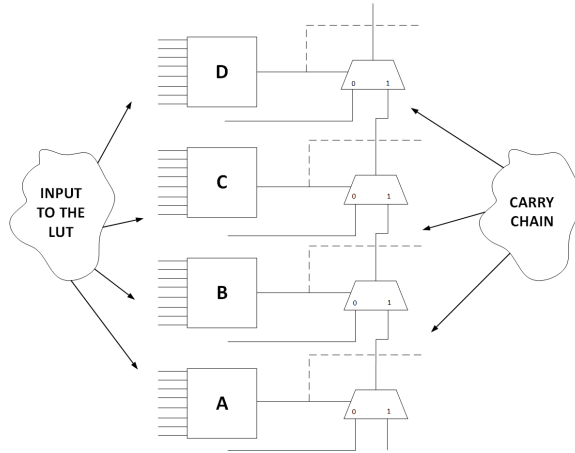 D
0 1
C
0 1
INPUT
TO THE
LUT
CARRY
CHAIN
B
0 1
A
0 1